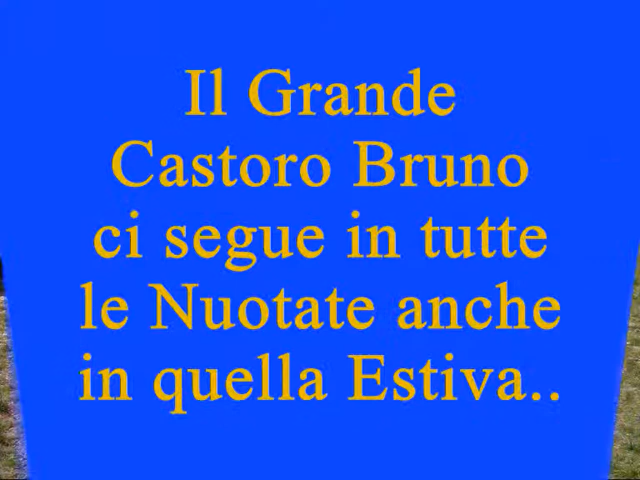 Il Grande
Castoro Bruno
ci segue in tutte
le Nuotate anche
in quella Estiva..